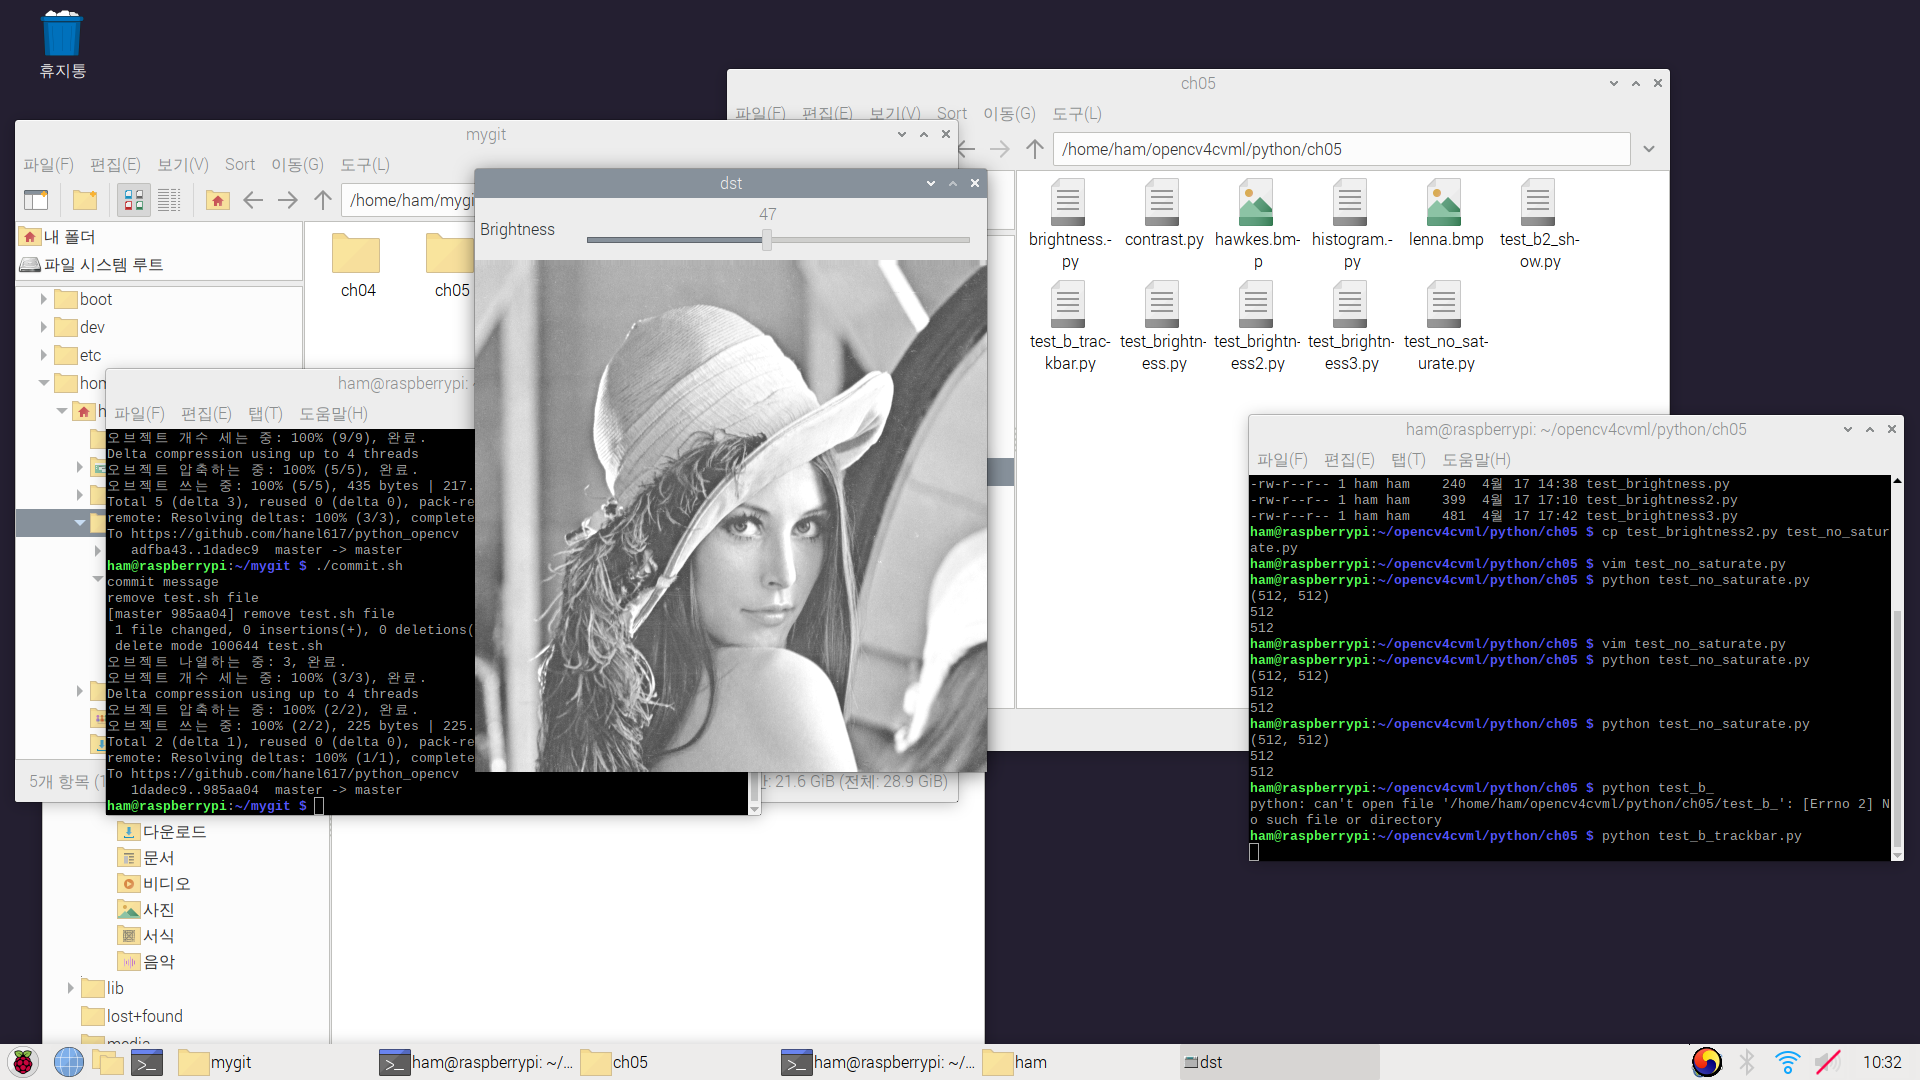 휴지통
ch05
파일(F) 편집(E) 보기(V) Sort 이동(G) 도구(L)
/home/ham/opencv4cvml/python/ch05
brightness.-
py
contrast.py
hawkes.bm-
p
histogram.-
py
lenna.bmp
test_b2_sh-
ow.py
test_b_trac-
kbar.py
test_brightn-
ess.py
test_brightn-
ess2.py
test_brightn-
ess3.py
test_no_sat-
urate.py
mygit
파일(F) 편집(E) 보기(V) Sort 이동(G) 도구(L)
/home/ham/mygi
내 폴더
파일 시스템 루트
boot
dev
etc
hom
h
ch04
ch05
5개 항목 (1
간: 21.6 GiB (전체: 28.9 GiB)
dst
Brightness
47
ham@raspberrypi: ~
파일(F) 편집(E) 탭(T) 도움말(H)
오브젝트 개수 세는 중: 100% (9/9), 완료.
Delta compression using up to 4 threads
오브젝트 압축하는 중: 100% (5/5), 완료.
오브젝트 쓰는 중: 100% (5/5), 435 bytes | 217.
Total 5 (delta 3), reused 0 (delta 0), pack-re
remote: Resolving deltas: 100% (3/3), complete
To https://github.com/hanel617/python_opencv
adfba43..1dadec9 master -> master
ham@raspberrypi:~/mygit $ ./commit.sh
commit message
remove test.sh file
[master 985aa04] remove test.sh file
1 file changed, 0 insertions(+), 0 deletions(
delete mode 100644 test.sh
오브젝트 나열하는 중: 3, 완료.
오브젝트 개수 세는 중: 100% (3/3), 완료.
Delta compression using up to 4 threads
오브젝트 압축하는 중: 100% (2/2), 완료.
오브젝트 쓰는 중: 100% (2/2), 225 bytes | 225.
Total 2 (delta 1), reused 0 (delta 0), pack-re
remote: Resolving deltas: 100% (1/1), complete
To https://github.com/hanel617/python_opencv
1dadec9..985aa04 master -> master
ham@raspberrypi:~/mygit $
ham@raspberrypi: ~/opencv4cvml/python/ch05
파일(F) 편집(E) 탭(T) 도움말(H)
-rw-r--r-- 1 ham ham 240 4월 17 14:38 test_brightness.py
-rw-r--r-- 1 ham ham 399 4월 17 17:10 test_brightness2.py
-rw-r--r-- 1 ham ham 481 4월 17 17:42 test_brightness3.py
ham@raspberrypi:~/opencv4cvml/python/ch05 $ cp test_brightness2.py test_no_satur
ate.py
ham@raspberrypi:~/opencv4cvml/python/ch05 $ vim test_no_saturate.py
ham@raspberrypi:~/opencv4cvml/python/ch05 $ python test_no_saturate.py
(512, 512)
512
512
ham@raspberrypi:~/opencv4cvml/python/ch05 $ vim test_no_saturate.py
ham@raspberrypi:~/opencv4cvml/python/ch05 $ python test_no_saturate.py
(512, 512)
512
512
ham@raspberrypi:~/opencv4cvml/python/ch05 $ python test_no_saturate.py
(512, 512)
512
512
ham@raspberrypi:~/opencv4cvml/python/ch05 $ python test_b_
python: can't open file '/home/ham/opencv4cvml/python/ch05/test_b_': [Errno 2] N
o such file or directory
ham@raspberrypi:~/opencv4cvml/python/ch05 $ python test_b_trackbar.py
다운로드
문서
비디오
사진
서식
음악
lib
lost+found
media
mygit
ham@raspberrypi: ~/...
ch05
ham@raspberrypi: ~/...
ham
dst
10:32